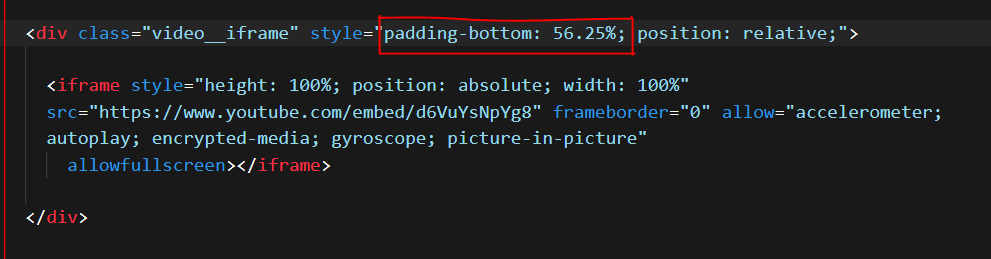 <div class="video__iframe" style="padding-bottom: 56.25%; position: relative;">
<iframe style="height: 100%; position: absolute; width: 100%"
src="https://www.youtube.com/embed/d6VuYsNpYg8" frameborder="0" allow="accelerometer;
autoplay; encrypted-media; gyroscope; picture-in-picture"
allowfullscreen></iframe>
</div>